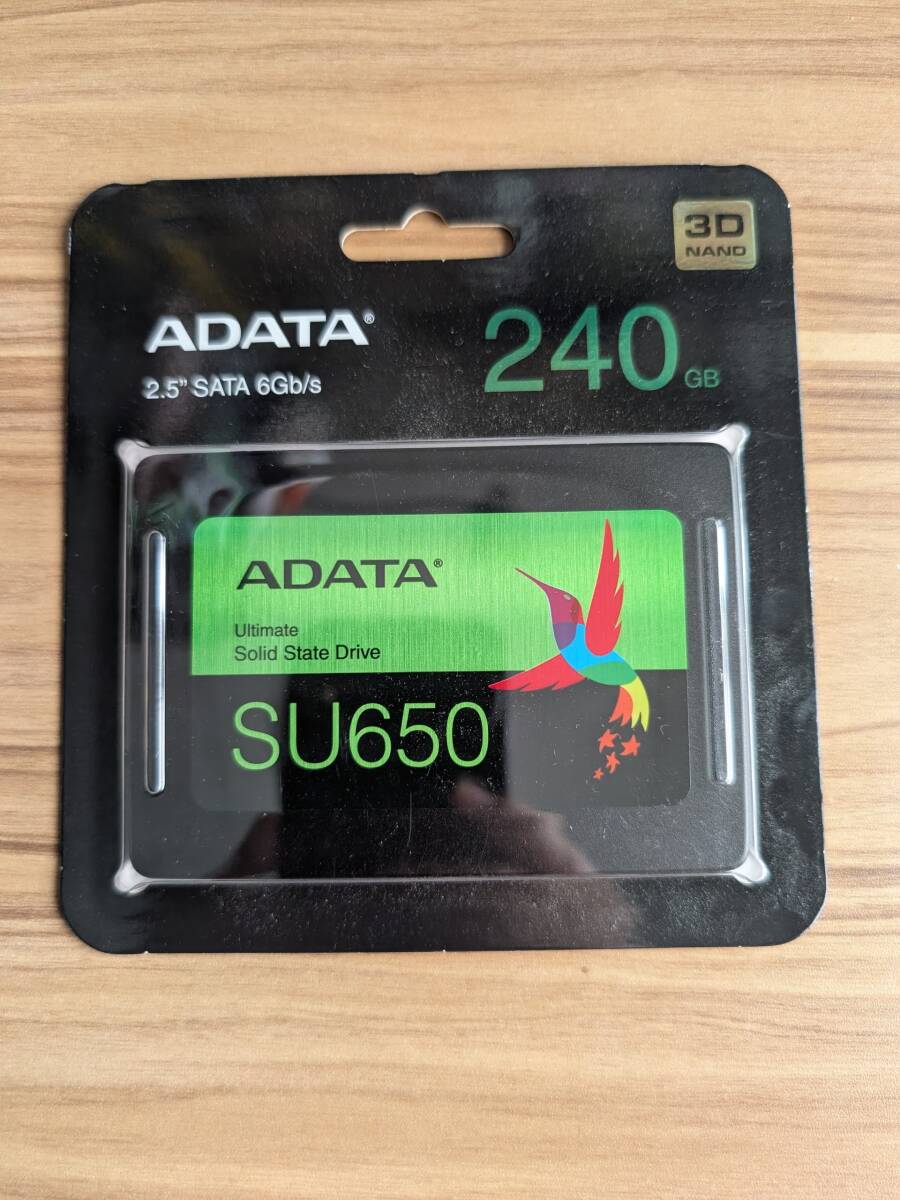 3D
NAND
ADATA®
240 GB
2.5" SATA 6Gb/s
ADATA®
Ultimate
Solid State Drive
SU650